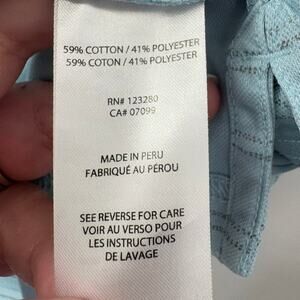 59% COTTON / 41% POLYESTER
59% COTON / 41% POLYESTER
RN# 123280
CA# 07099
MADE IN PERU
FABRIQUÉ AU PÉROU
SEE REVERSE FOR CARE
VOIR AU VERSO POUR
LES INSTRUCTIONS
DE LAVAGE